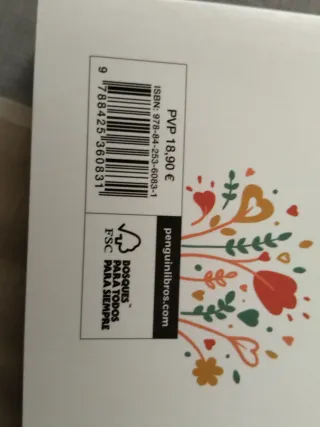 PVP 18,90 €
ISBN: 978-84-253-6083-1
9 788425 360831
penguinlibros.com
FSC
BOSQUES™
PARA TODOS
PARA SIEMPRE